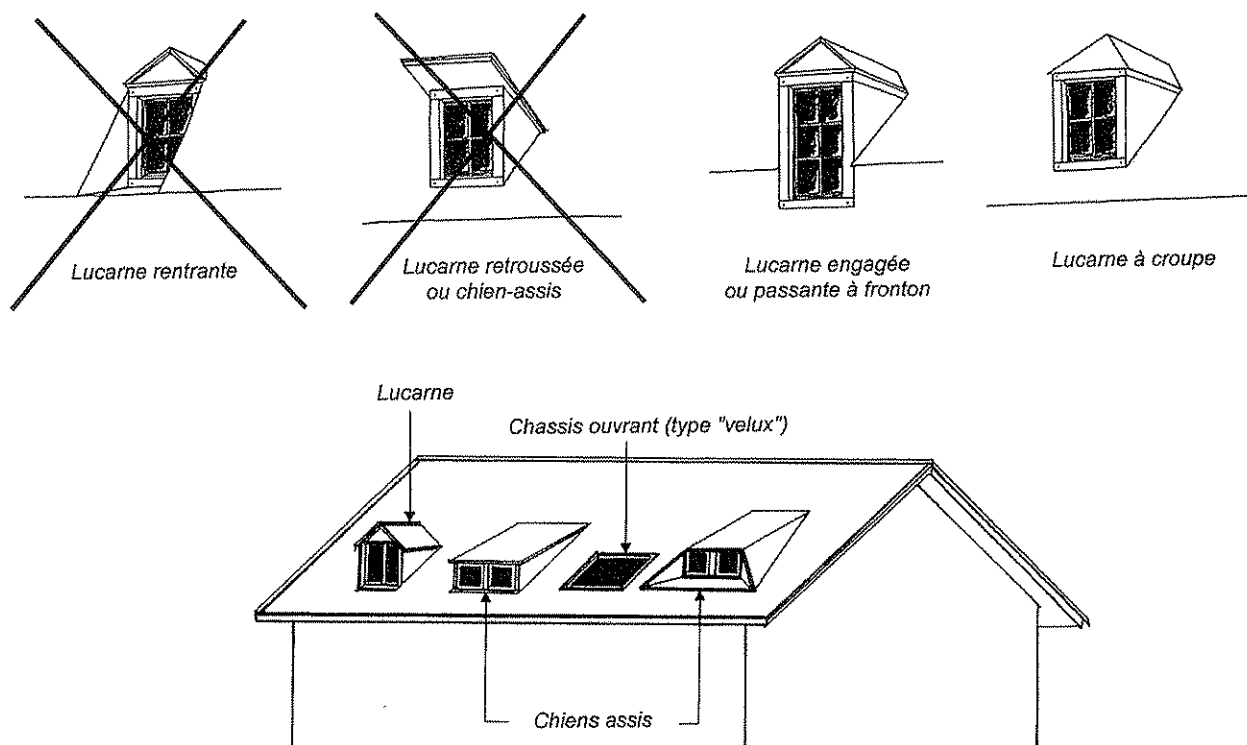 Lucarne rentrante
Lucarne retroussée
ou chien-assis
Lucarne engagée
ou passante à fronton
Lucarne à croupe
Lucarne
Chassis ouvrant (type "velux")
Chiens assis